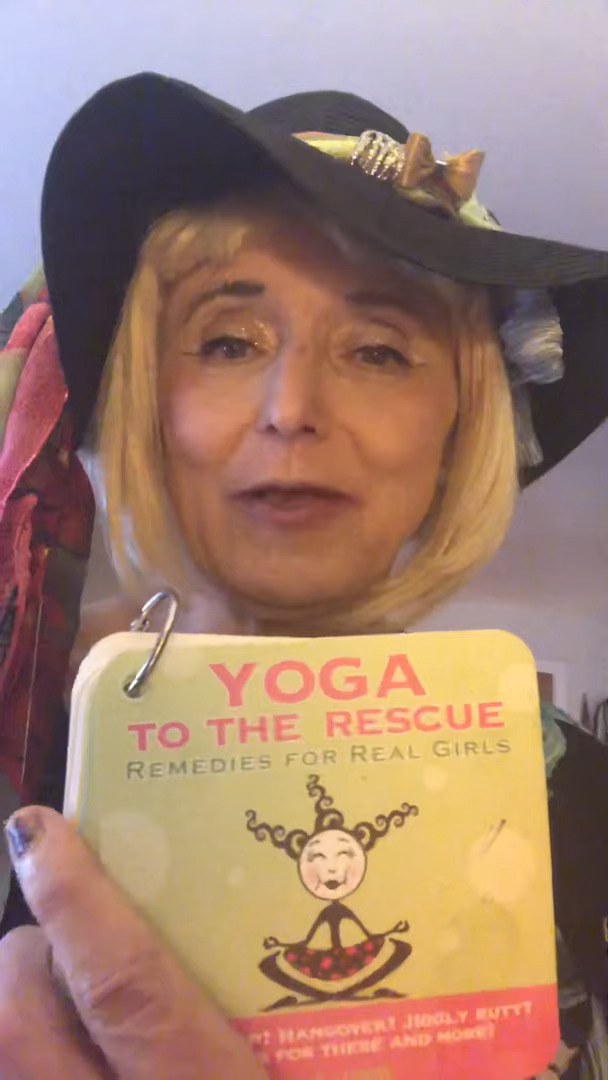 YOGA
TO THE RESCUE
REMEDIES FOR REAL GIRLS
HANGOVER? JIGGLY BUTT?
FOR THESE AND MORE!